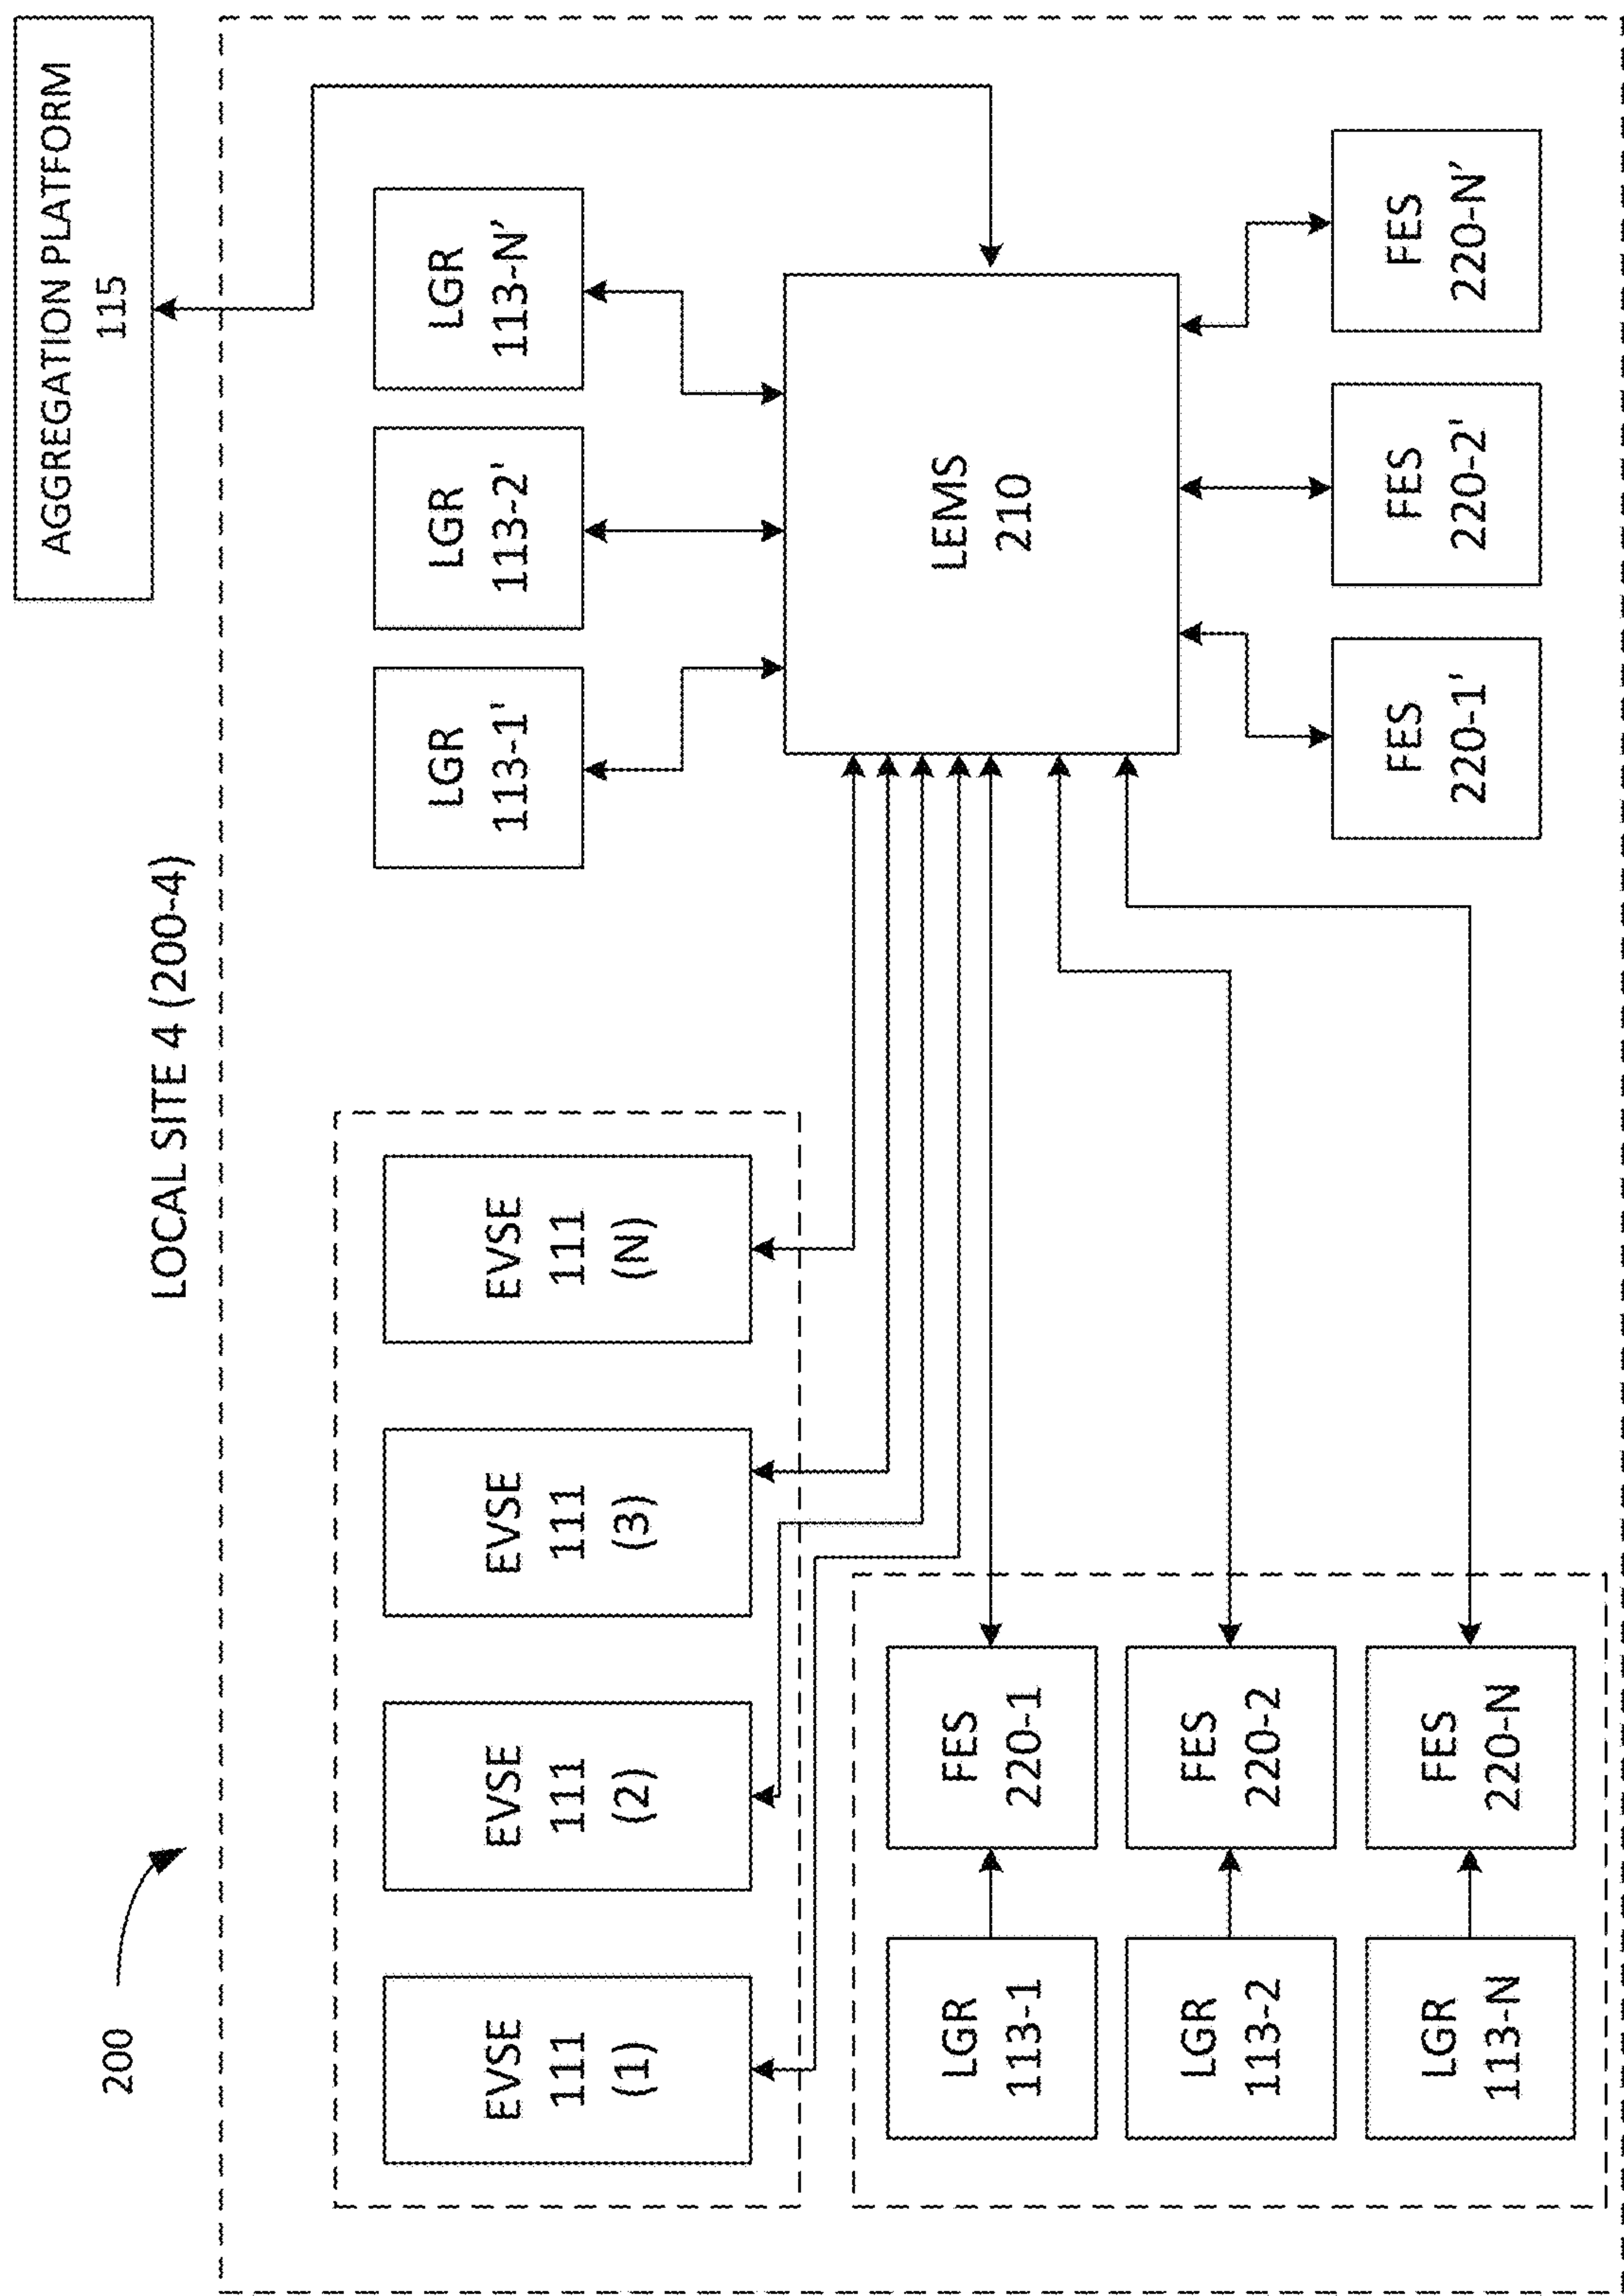 200
LOCAL SITE 4 (200-4)
AGGREGATION PLATFORM
115
EVSE
111
(1)
EVSE
111
(2)
EVSE
111
(3)
EVSE
111
(N)
LGR
113-1'
LGR
113-2'
LGR
113-N’
LEMS
210
LGR
113-1
FES
220-1
LGR
113-2
FES
220-2
LGR
113-N
FES
220-N
FES
220-1'
FES
220-2'
FES
220-N’